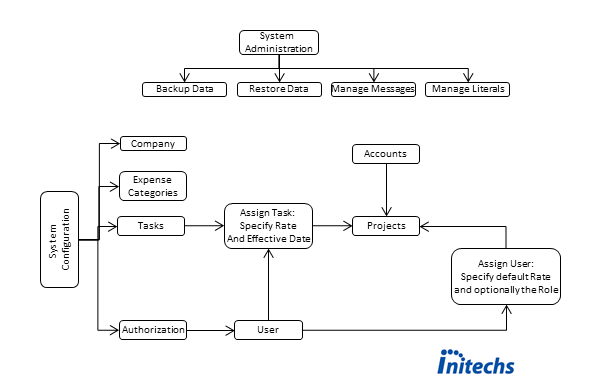 System
Administration
Backup Data
Restore Data
Manage Messages
Manage Literals
Company
Accounts
Expense
Categories
System
Configuration
Tasks
Assign Task:
Specify Rate
And Effective Date
Projects
Assign User:
Specify default Rate
and optionally the Role
Authorization
User
Initechs